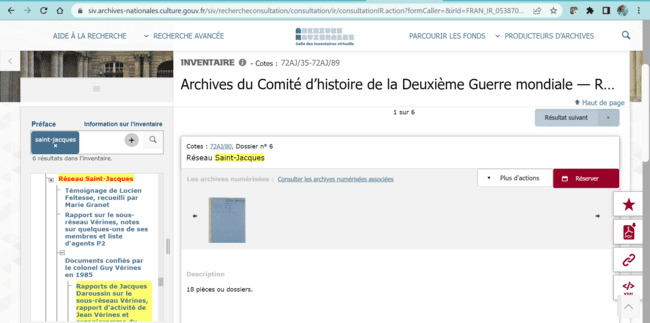 siv.archives-nationales.culture.gouv.fr/siv/rechercheconsultation/consultation/ir/consultationIR.action?formCaller=&irId=FRAN_IR_053870...
AIDE À LA RECHERCHE
RECHERCHE AVANCÉE
Salle des inventaires virtuelle
PARCOURIR LES FONDS
PRODUCTEURS D'ARCHIVES
INVENTAIRE - Cotes : 72AJ/35-72AJ/89
Archives du Comité d'histoire de la Deuxième Guerre mondiale — R...
Haut de page
1 sur 6
Résultat suivant
Préface
Information sur l'inventaire
saint-jacques
×
+
6 résultats dans l'inventaire.
Réseau Saint-Jacques
Témoignage de Lucien
Feltesse, recueilli par
Marie Granet
Rapport sur le sous-
réseau Vérines, notes
sur quelques-uns de ses
membres et liste
d'agents P2
Documents confiés par
le colonel Guy Vérines
en 1985
Rapports de Jacques
Daroussin sur le
sous-réseau Vérines,
rapport d'activité de
Jean Vérines et
Cotes : 72AJ/80, Dossier n° 6
Réseau Saint-Jacques
Les archives numérisées : Consulter les archives numérisées associées
Plus d'actions
Réserver
Description
18 pièces ou dossiers.
XML